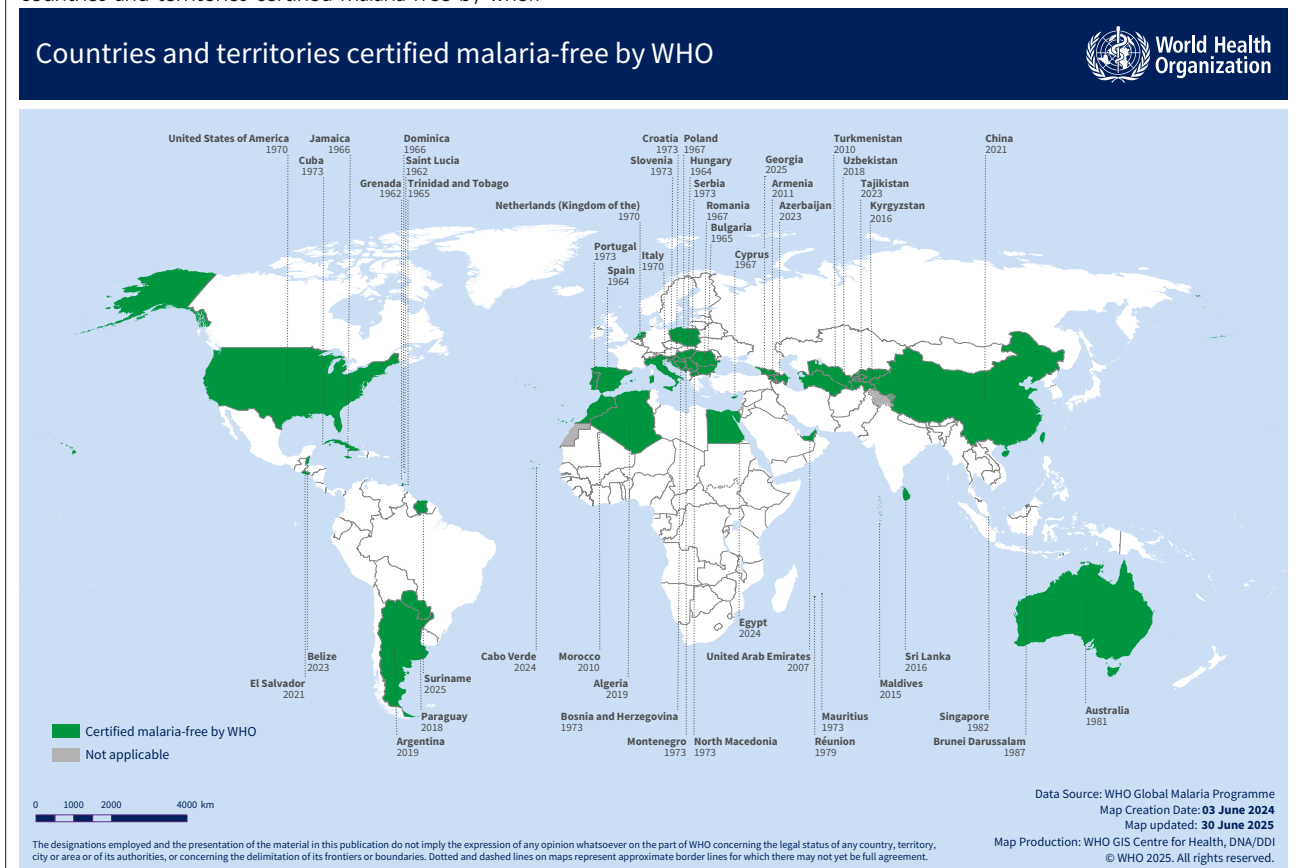 countries and territories certified malaria-free by WHO.
Countries and territories certified malaria-free by WHO
World Health
Organization
United States of America
1970
Jamaica
1966
Cuba
1973
Dominica
1966
Saint Lucia
1962
Grenada
1962
Trinidad and Tobago
1965
Croatia
1973
Poland
1967
Slovenia
1973
Hungary
1964
Serbia
1973
Netherlands (Kingdom of the)
1970
Romania
1967
Bulgaria
1965
Portugal
1973
Italy
1970
Spain
1964
Cyprus
1967
Georgia
2025
Armenia
2011
Azerbaijan
2023
Turkmenistan
2010
Uzbekistan
2018
Tajikistan
2023
Kyrgyzstan
2016
China
2021
Egypt
2024
Belize
2023
El Salvador
2021
Suriname
2025
Paraguay
2018
Argentina
2019
Cabo Verde
2024
Morocco
2010
Algeria
2019
Bosnia and Herzegovina
1973
Montenegro
1973
North Macedonia
1973
United Arab Emirates
2007
Mauritius
1973
Réunion
1979
Sri Lanka
2016
Maldives
2015
Singapore
1982
Brunei Darussalam
1987
Australia
1981
Certified malaria-free by WHO
Not applicable
0 1000 2000 4000 km
Data Source: WHO Global Malaria Programme
Map Creation Date: 03 June 2024
Map updated: 30 June 2025
Map Production: WHO GIS Centre for Health, DNA/DDI
© WHO 2025. All rights reserved.
The designations employed and the presentation of the material in this publication do not imply the expression of any opinion whatsoever on the part of WHO concerning the legal status of any country, territory,
city or area or of its authorities, or concerning the delimitation of its frontiers or boundaries. Dotted and dashed lines on maps represent approximate border lines for which there may not yet be full agreement.